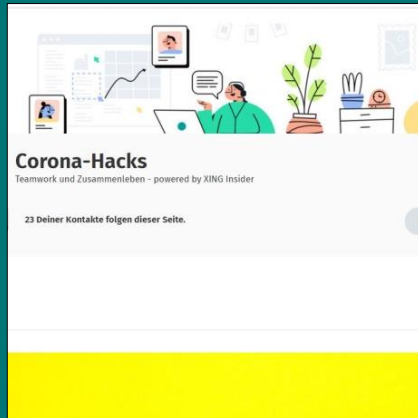 Corona-Hacks
Teamwork und Zusammenleben - powered by XING Insider
23 Deiner Kontakte folgen dieser Seite.